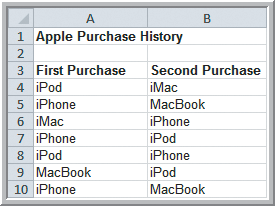 A B
1 Apple Purchase History
2
3 First Purchase Second Purchase
4 iPod iMac
5 iPhone MacBook
6 iMac iPhone
7 iPhone iPod
8 iPod iPhone
9 MacBook iPod
10 iPhone MacBook